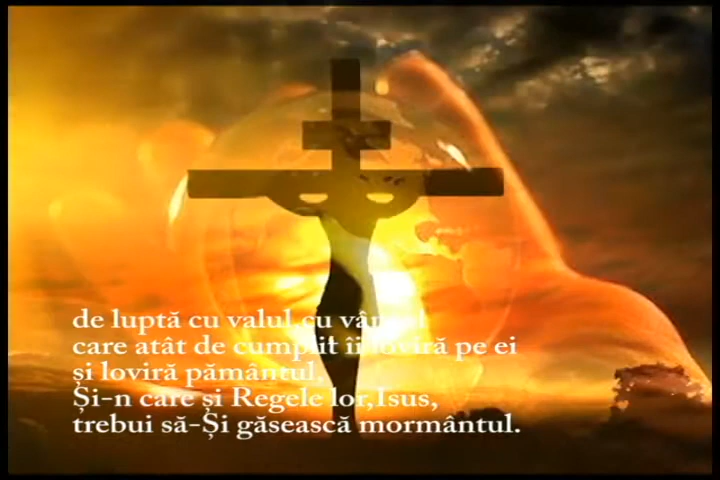 de luptă cu valul,cu
care atât de cumplit îi loviră pe ei
și loviră pământul,
Și-n care și Regele lor,Isus,
trebui să-Și găsească mormântul.